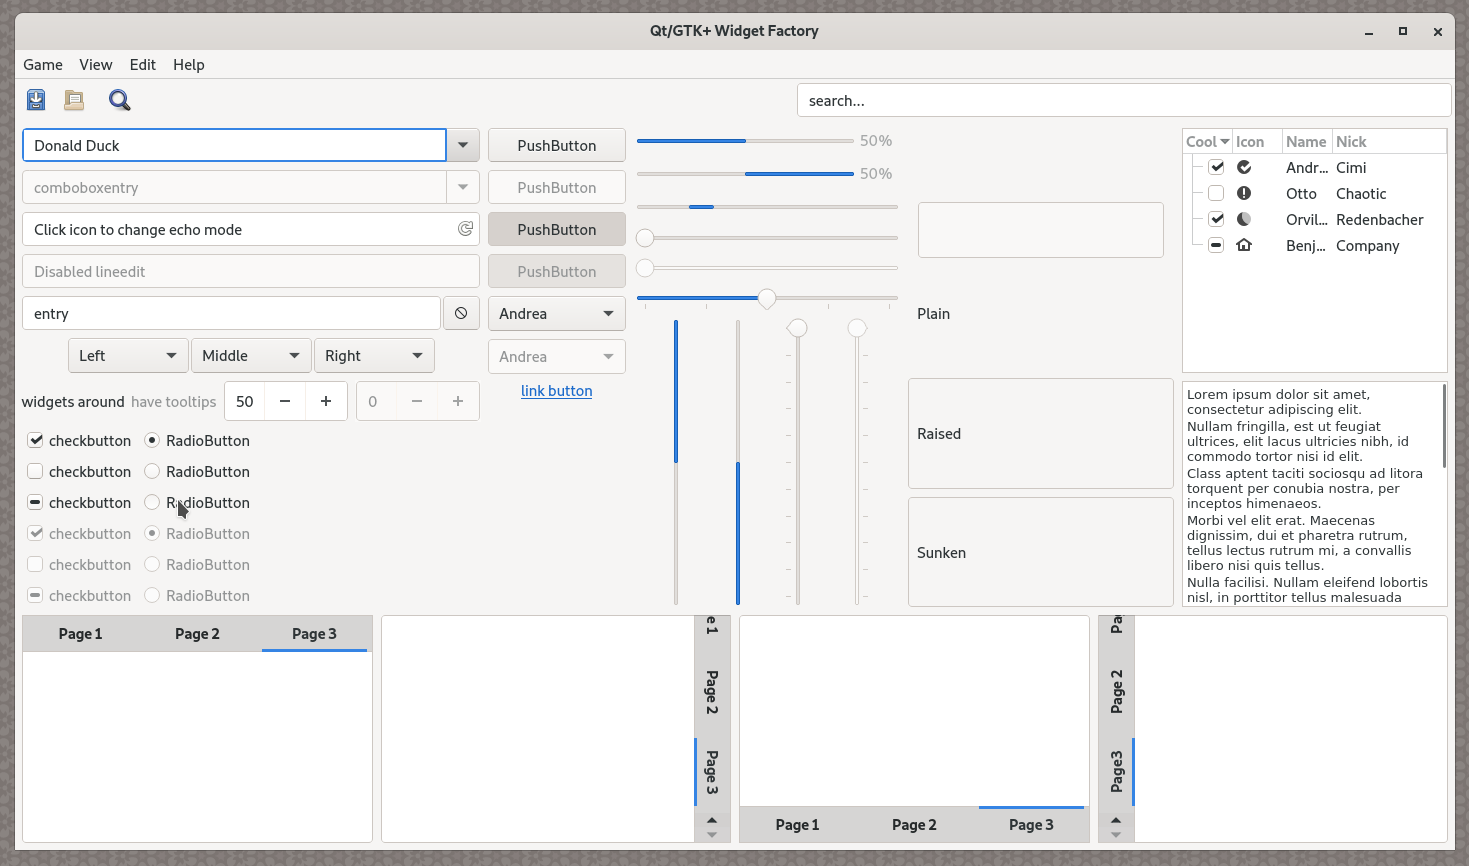 Qt/GTK+ Widget Factory
Game View Edit Help
search...
Donald Duck
comboboxentry
Click icon to change echo mode
Disabled lineedit
entry
Left Middle Right
widgets around have tooltips 50 0
checkbutton RadioButton
checkbutton RadioButton
checkbutton RadioButton
checkbutton RadioButton
checkbutton RadioButton
checkbutton RadioButton
PushButton
PushButton
PushButton
PushButton
Andrea
Andrea
link button
50%
50%
Plain
Raised
Sunken
Cool Icon Name Nick
Andr... Cimi
Otto Chaotic
Orvil... Redenbacher
Benj... Company
Lorem ipsum dolor sit amet,
consectetur adipiscing elit.
Nullam fringilla, est ut feugiat
ultrices, elit lacus ultricies nibh, id
commodo tortor nisi id elit.
Class aptent taciti sociosqu ad litora
torquent per conubia nostra, per
inceptos himenaeos.
Morbi vel elit erat. Maecenas
dignissim, dui et pharetra rutrum,
tellus lectus rutrum mi, a convallis
libero nisi quis tellus.
Nulla facilisi. Nullam eleifend lobortis
nisl, in porttitor tellus malesuada
Page 1 Page 2 Page 3
e 1
Page 2
Page 3
Page 1 Page 2 Page 3
Pa
Page 2
Page3